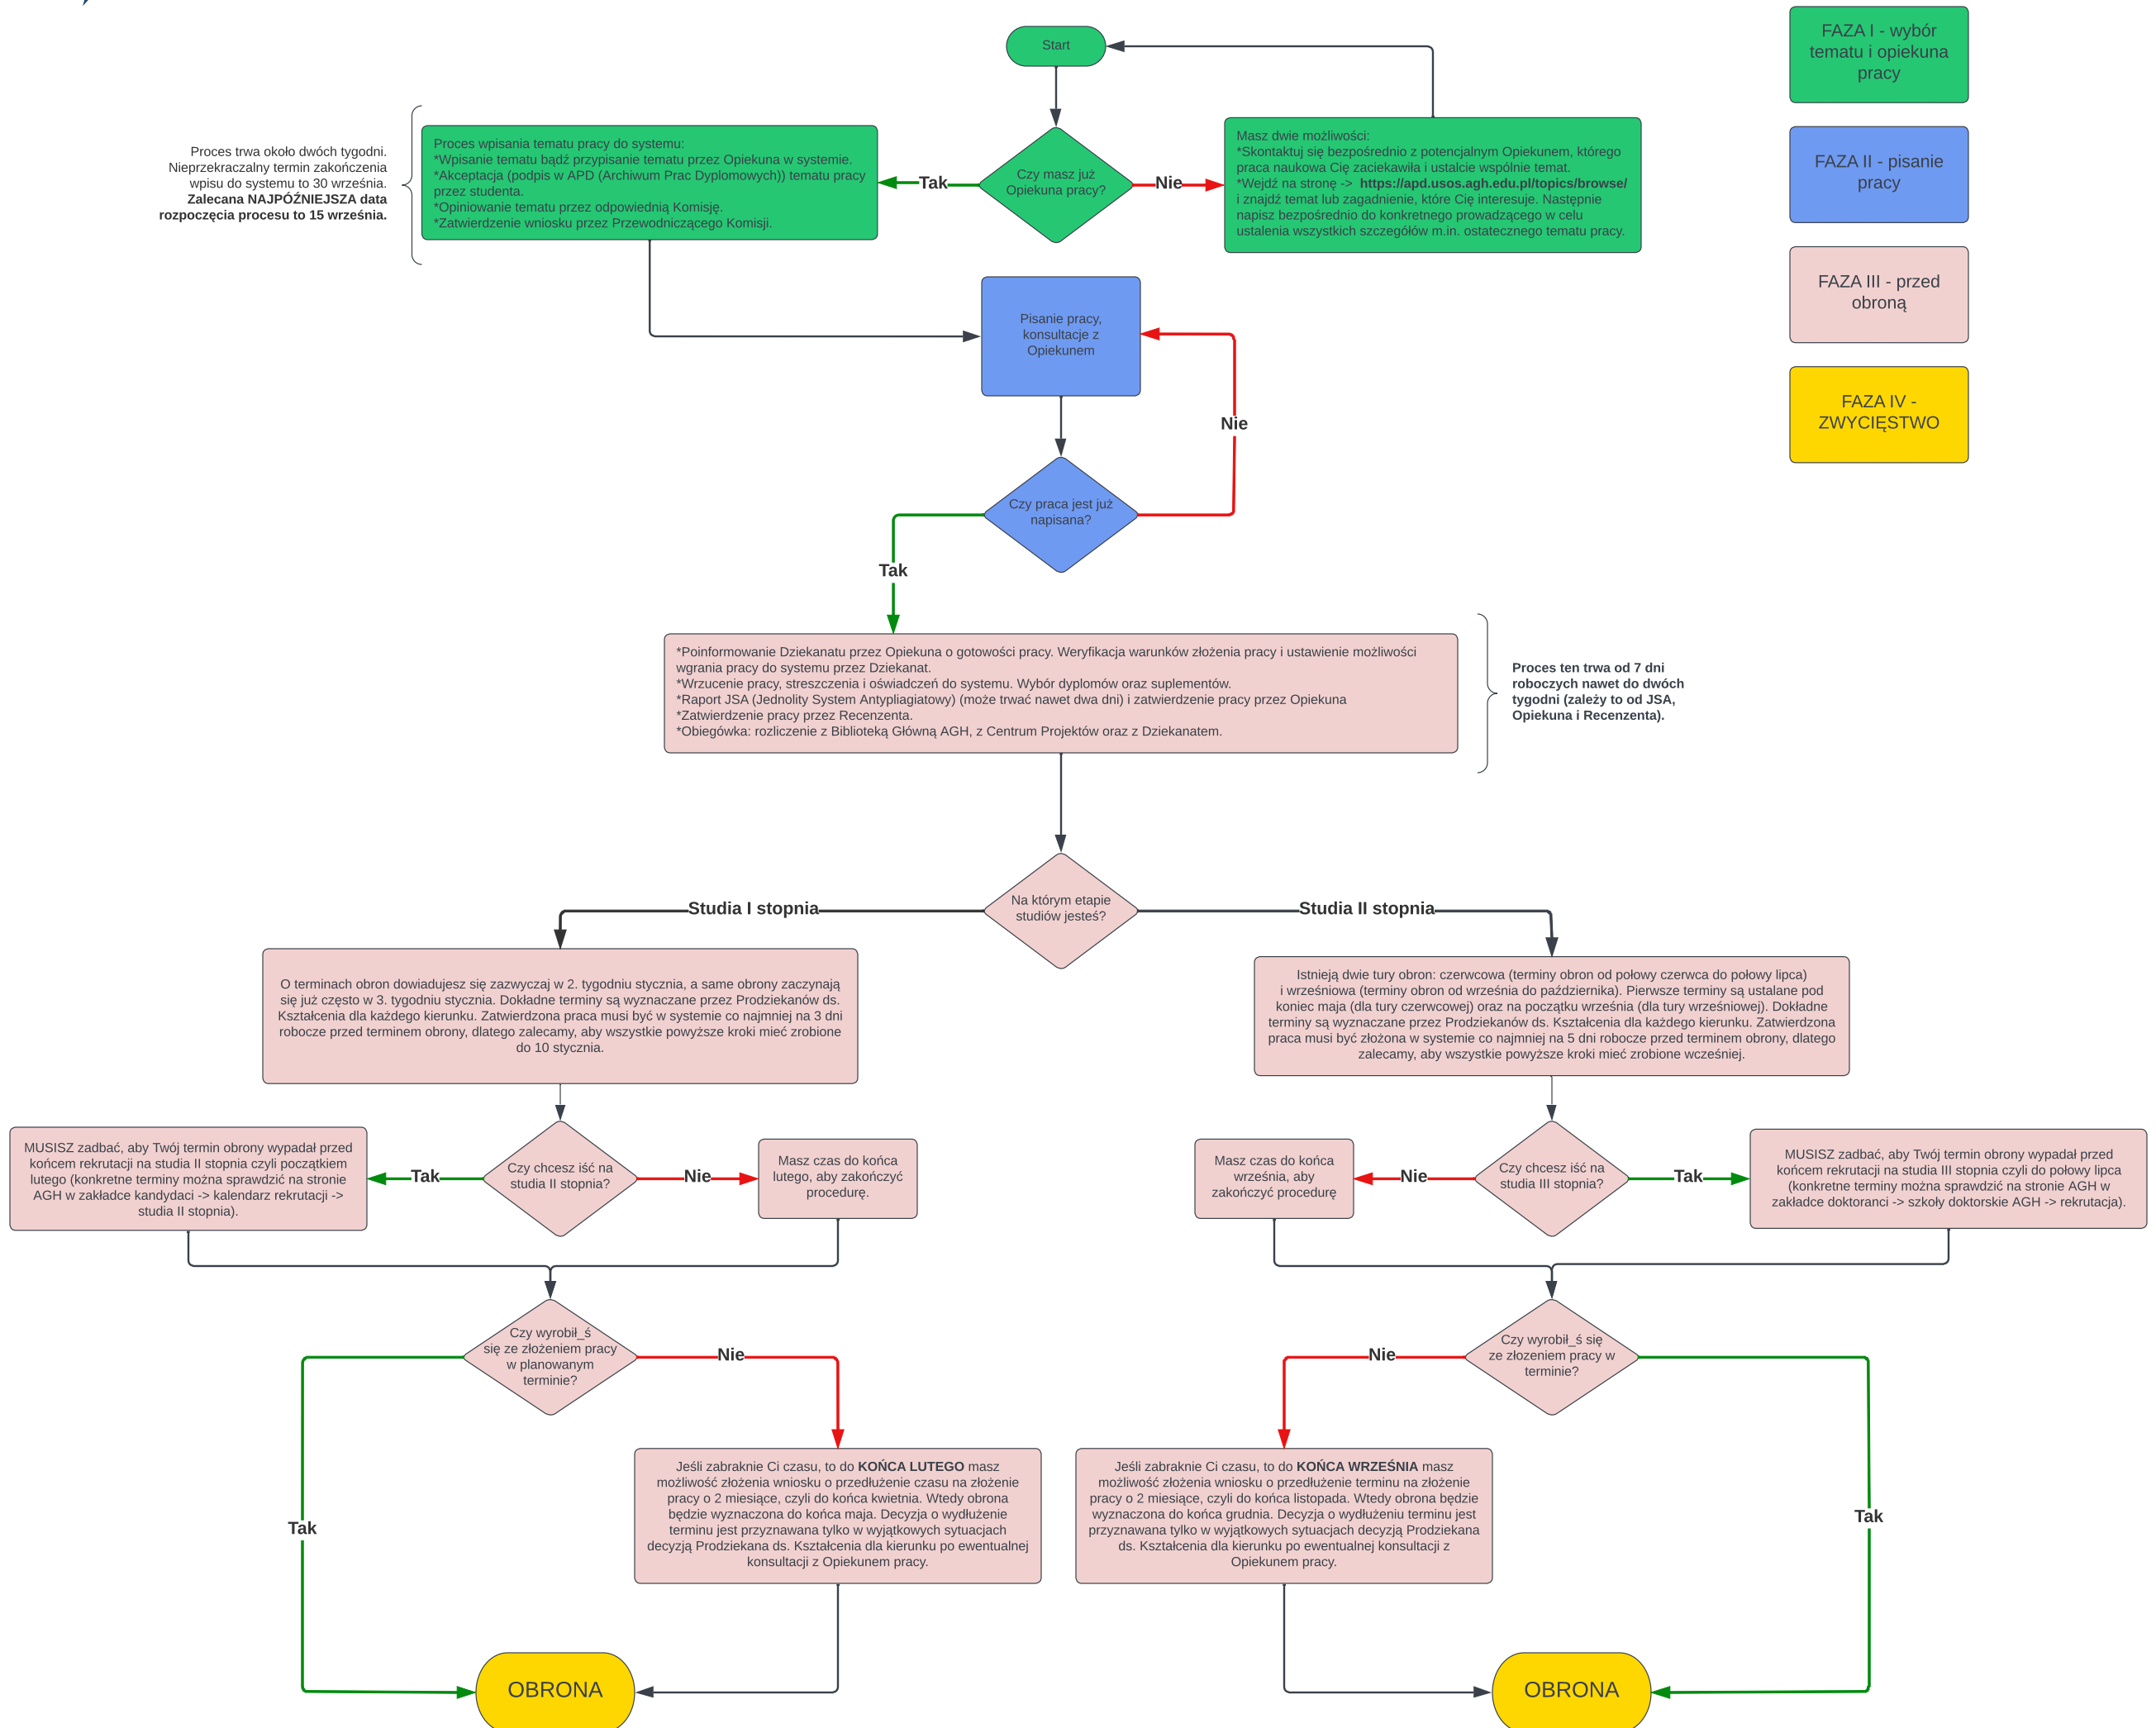 Start
FAZA I - wybór
tematu i opiekuna
pracy
FAZA II - pisanie
pracy
FAZA III - przed
obroną
FAZA IV -
ZWYCIĘSTWO
Proces trwa około dwóch tygodni.
Nieprzekraczalny termin zakończenia
wpisu do systemu to 30 września.
Zalecana NAJPÓŹNIEJSZA data
rozpoczęcia procesu to 15 września.
Proces wpisania tematu pracy do systemu:
*Wpisanie tematu bądź przypisanie tematu przez Opiekuna w systemie.
*Akceptacja (podpis w APD (Archiwum Prac Dyplomowych)) tematu pracy
przez studenta.
*Opiniowanie tematu przez odpowiednią Komisję.
*Zatwierdzenie wniosku przez Przewodniczącego Komisji.
Tak
Czy masz już
Opiekuna pracy?
Nie
Masz dwie możliwości:
*Skontaktuj się bezpośrednio z potencjalnym Opiekunem, którego
praca naukowa Cię zaciekawiła i ustalcie wspólnie temat.
*Wejdź na stronę -> https://apd.usos.agh.edu.pl/topics/browse/
i znajdź temat lub zagadnienie, które Cię interesuje. Następnie
napisz bezpośrednio do konkretnego prowadzącego w celu
ustalenia wszystkich szczegółów m.in. ostatecznego tematu pracy.
Pisanie pracy,
konsultacje z
Opiekunem
Nie
Czy praca jest już
napisana?
Tak
*Poinformowanie Dziekanatu przez Opiekuna o gotowości pracy. Weryfikacja warunków złożenia pracy i ustawienie możliwości
wgrania pracy do systemu przez Dziekanat.
*Wrzucenie pracy, streszczenia i oświadczeń do systemu. Wybór dyplomów oraz suplementów.
*Raport JSA (Jednolity System Antypliagiatowy) (może trwać nawet dwa dni) i zatwierdzenie pracy przez Opiekuna
*Zatwierdzenie pracy przez Recenzenta.
*Obiegówka: rozliczenie z Biblioteką Główną AGH, z Centrum Projektów oraz z Dziekanatem.
Proces ten trwa od 7 dni
roboczych nawet do dwóch
tygodni (zależy to od JSA,
Opiekuna i Recenzenta).
Na którym etapie
studiów jesteś?
Studia I stopnia
Studia II stopnia
O terminach obron dowiadujesz się zazwyczaj w 2. tygodniu stycznia, a same obrony zaczynają
się już często w 3. tygodniu stycznia. Dokładne terminy są wyznaczane przez Prodziekanów ds.
Kształcenia dla każdego kierunku. Zatwierdzona praca musi być w systemie co najmniej na 3 dni
robocze przed terminem obrony, dlatego zalecamy, aby wszystkie powyższe kroki mieć zrobione
do 10 stycznia.
Istnieją dwie tury obron: czerwcowa (terminy obron od połowy czerwca do połowy lipca)
i wrześniowa (terminy obron od września do października). Pierwsze terminy są ustalane pod
koniec maja (dla tury czerwcowej) oraz na początku września (dla tury wrześniowej). Dokładne
terminy są wyznaczane przez Prodziekanów ds. Kształcenia dla każdego kierunku. Zatwierdzona
praca musi być złożona w systemie co najmniej na 5 dni robocze przed terminem obrony, dlatego
zalecamy, aby wszystkie powyższe kroki mieć zrobione wcześniej.
MUSISZ zadbać, aby Twój termin obrony wypadał przed
końcem rekrutacji na studia II stopnia czyli początkiem
lutego (konkretne terminy można sprawdzić na stronie
AGH w zakładce kandydaci -> kalendarz rekrutacji ->
studia II stopnia).
Tak
Czy chcesz iść na
studia II stopnia?
Nie
Masz czas do końca
lutego, aby zakończyć
procedurę.
Masz czas do końca
września, aby
zakończyć procedurę
Nie
Czy chcesz iść na
studia III stopnia?
Tak
MUSISZ zadbać, aby Twój termin obrony wypadał przed
końcem rekrutacji na studia III stopnia czyli do połowy lipca
(konkretne terminy można sprawdzić na stronie AGH w
zakładce doktoranci -> szkoły doktorskie AGH -> rekrutacja).
Czy wyrobił_ś
się ze złożeniem pracy
w planowanym
terminie?
Nie
Nie
Czy wyrobił_ś się
ze złozeniem pracy w
terminie?
Jeśli zabraknie Ci czasu, to do KOŃCA LUTEGO masz
możliwość złożenia wniosku o przedłużenie czasu na złożenie
pracy o 2 miesiące, czyli do końca kwietnia. Wtedy obrona
będzie wyznaczona do końca maja. Decyzja o wydłużenie
terminu jest przyznawana tylko w wyjątkowych sytuacjach
decyzją Prodziekana ds. Kształcenia dla kierunku po ewentualnej
konsultacji z Opiekunem pracy.
Jeśli zabraknie Ci czasu, to do KOŃCA WRZEŚNIA masz
możliwość złożenia wniosku o przedłużenie terminu na złożenie
pracy o 2 miesiące, czyli do końca listopada. Wtedy obrona będzie
wyznaczona do końca grudnia. Decyzja o wydłużeniu terminu jest
przyznawana tylko w wyjątkowych sytuacjach decyzją Prodziekana
ds. Kształcenia dla kierunku po ewentualnej konsultacji z
Opiekunem pracy.
Tak
Tak
OBRONA
OBRONA